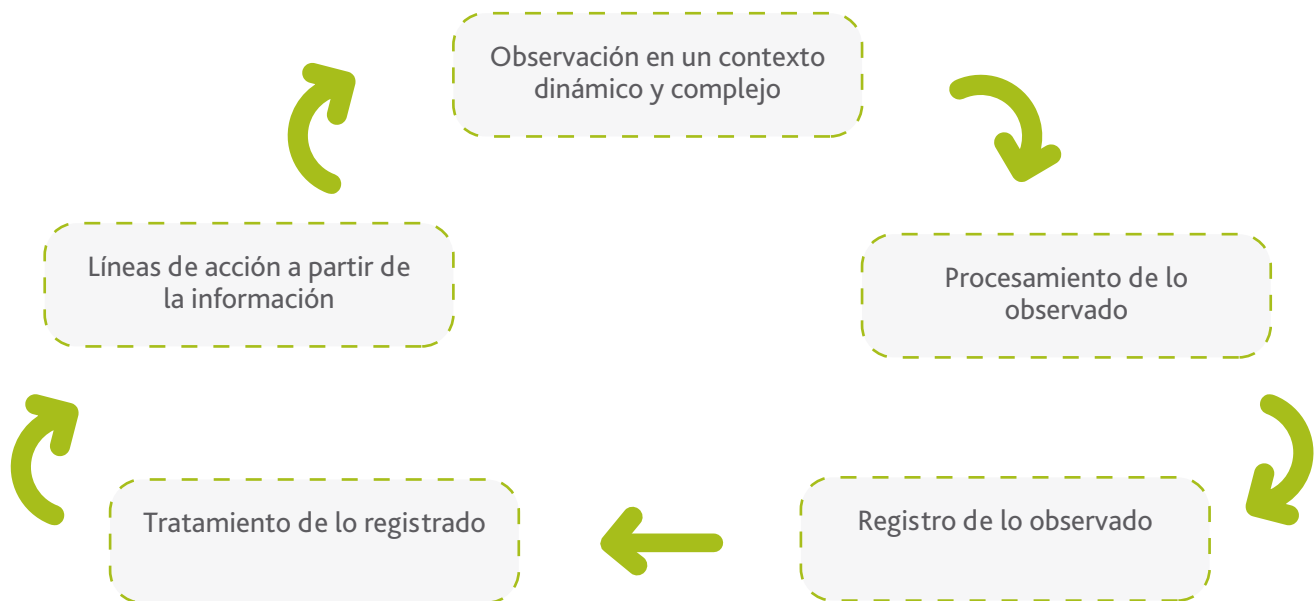 Observación en un contexto
dinámico y complejo
Líneas de acción a partir de
la información
Procesamiento de lo
observado
Tratamiento de lo registrado
Registro de lo observado